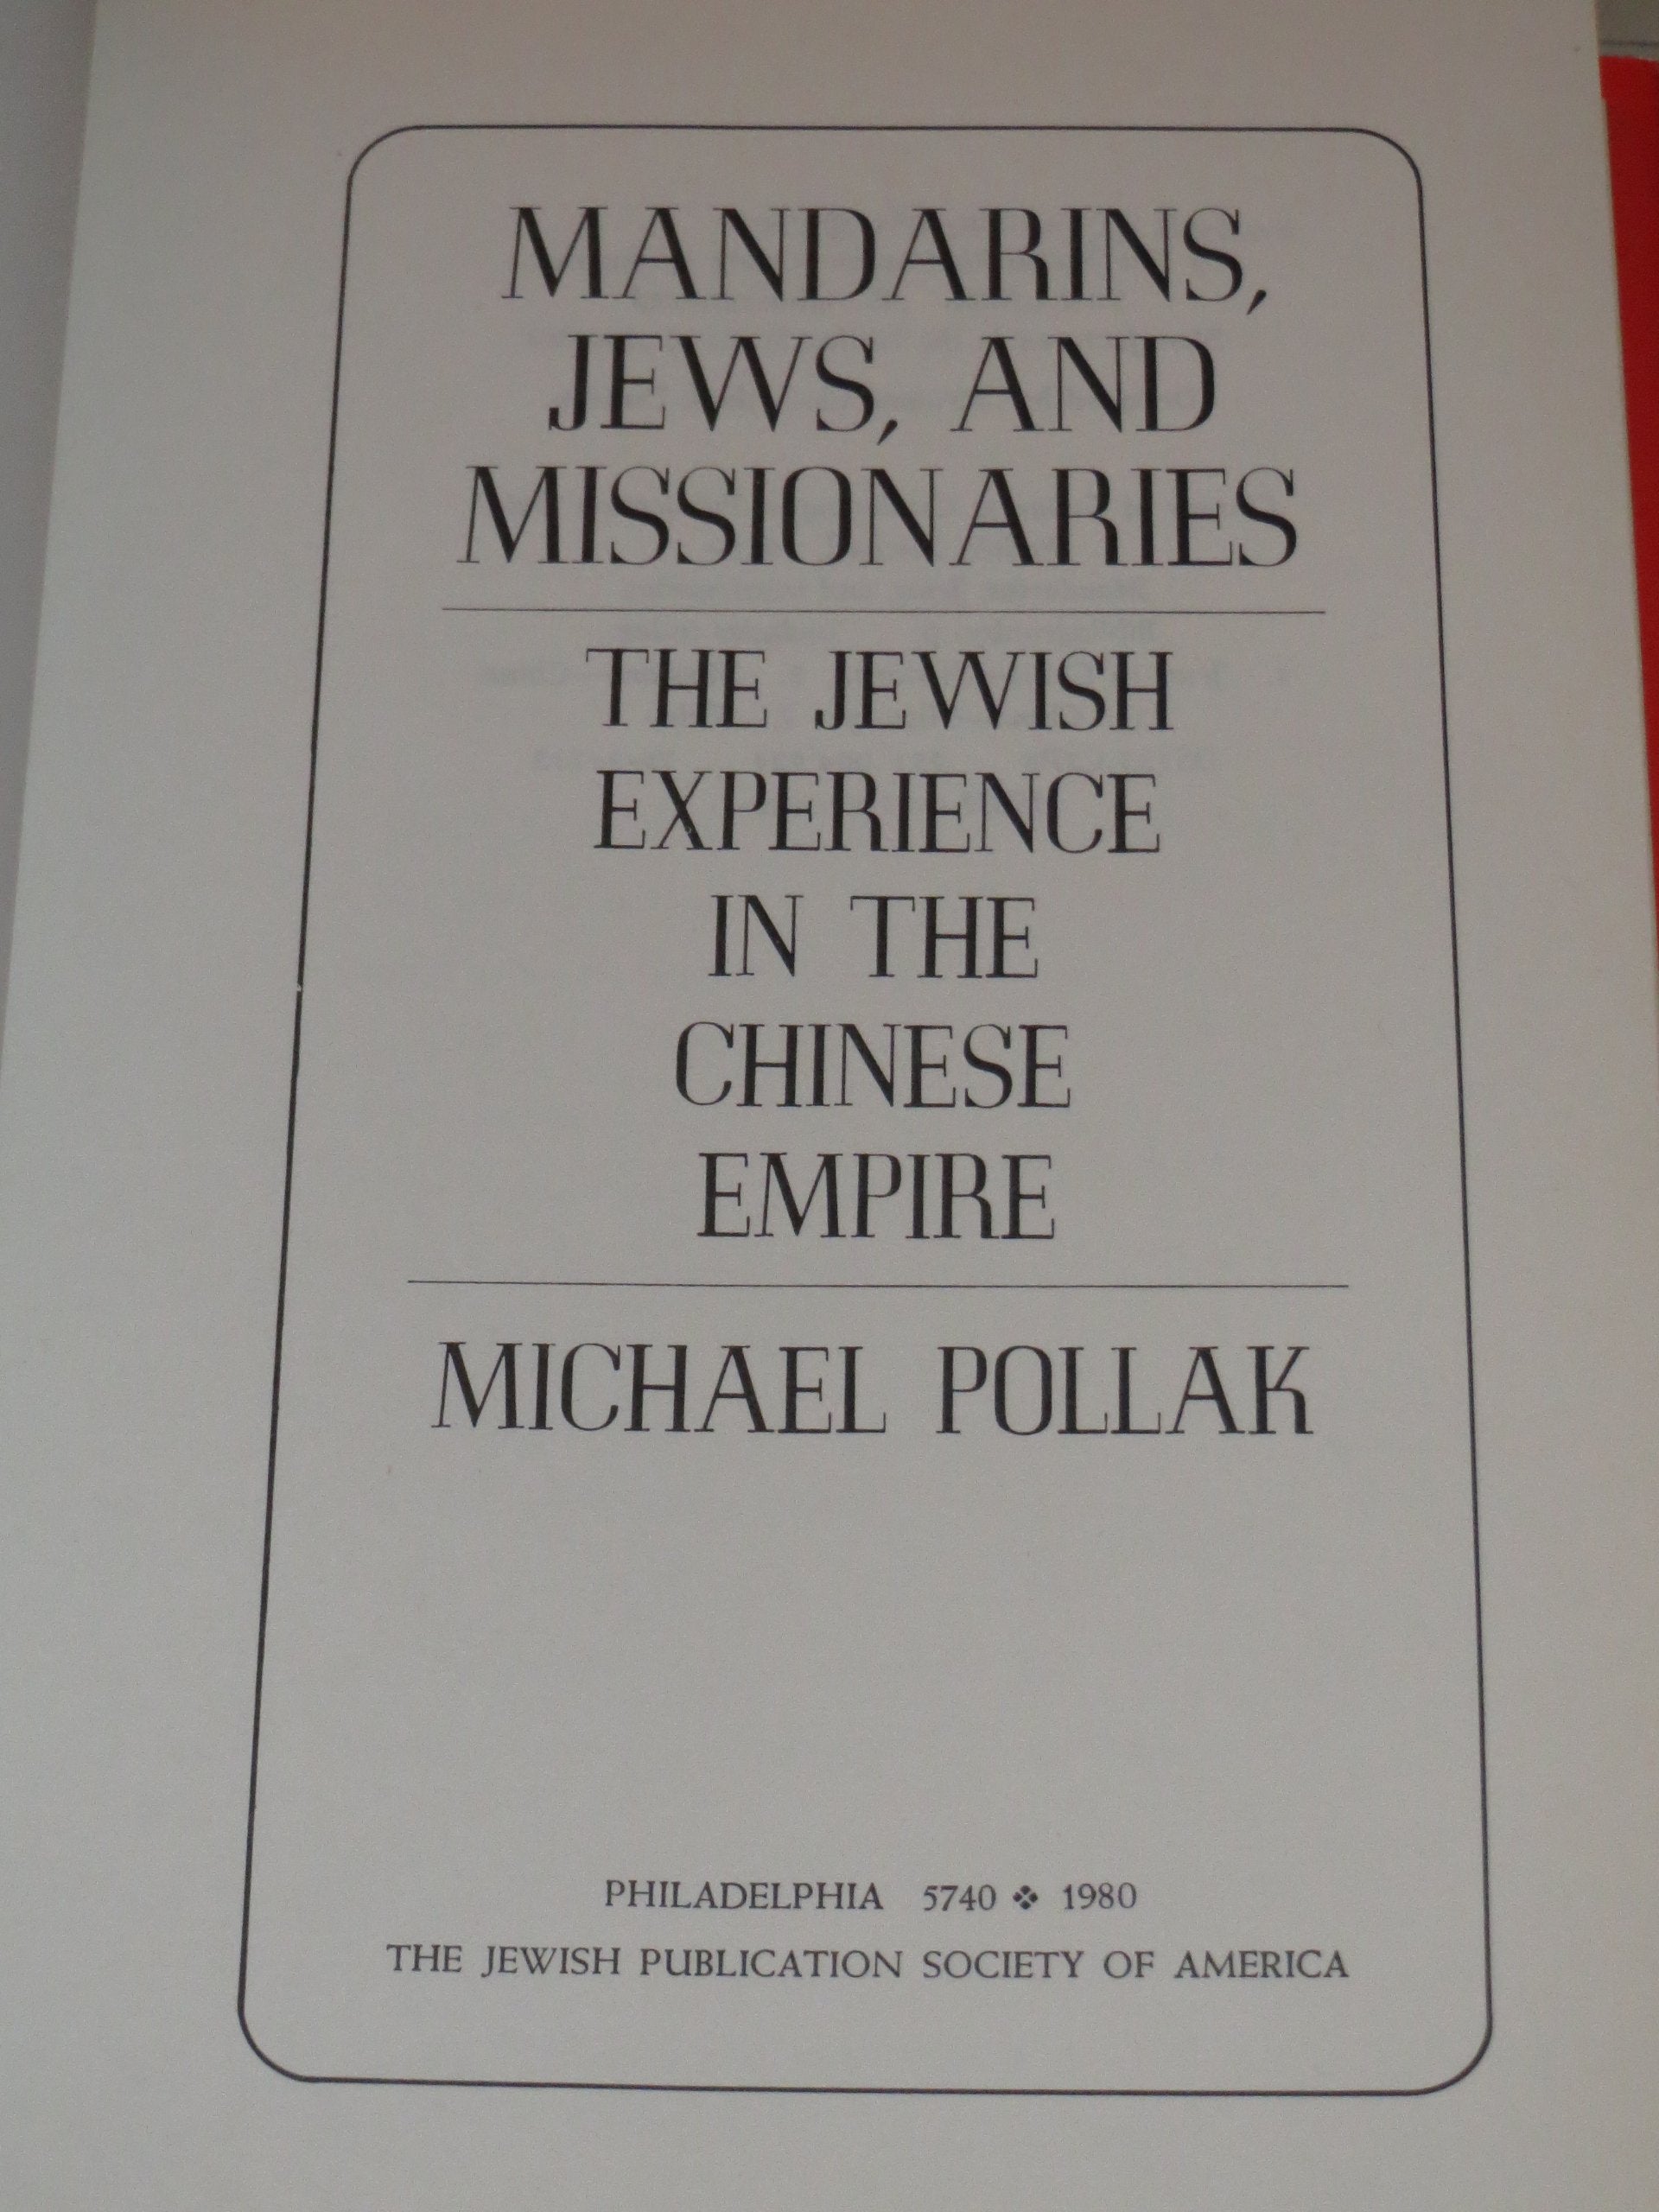 MANDARINS,
JEWS, AND
MISSIONARIES
THE JEWISH
EXPERIENCE
IN THE
CHINESE
EMPIRE
MICHAEL POLLAK
PHILADELPHIA 5740 ❖ 1980
THE JEWISH PUBLICATION SOCIETY OF AMERICA